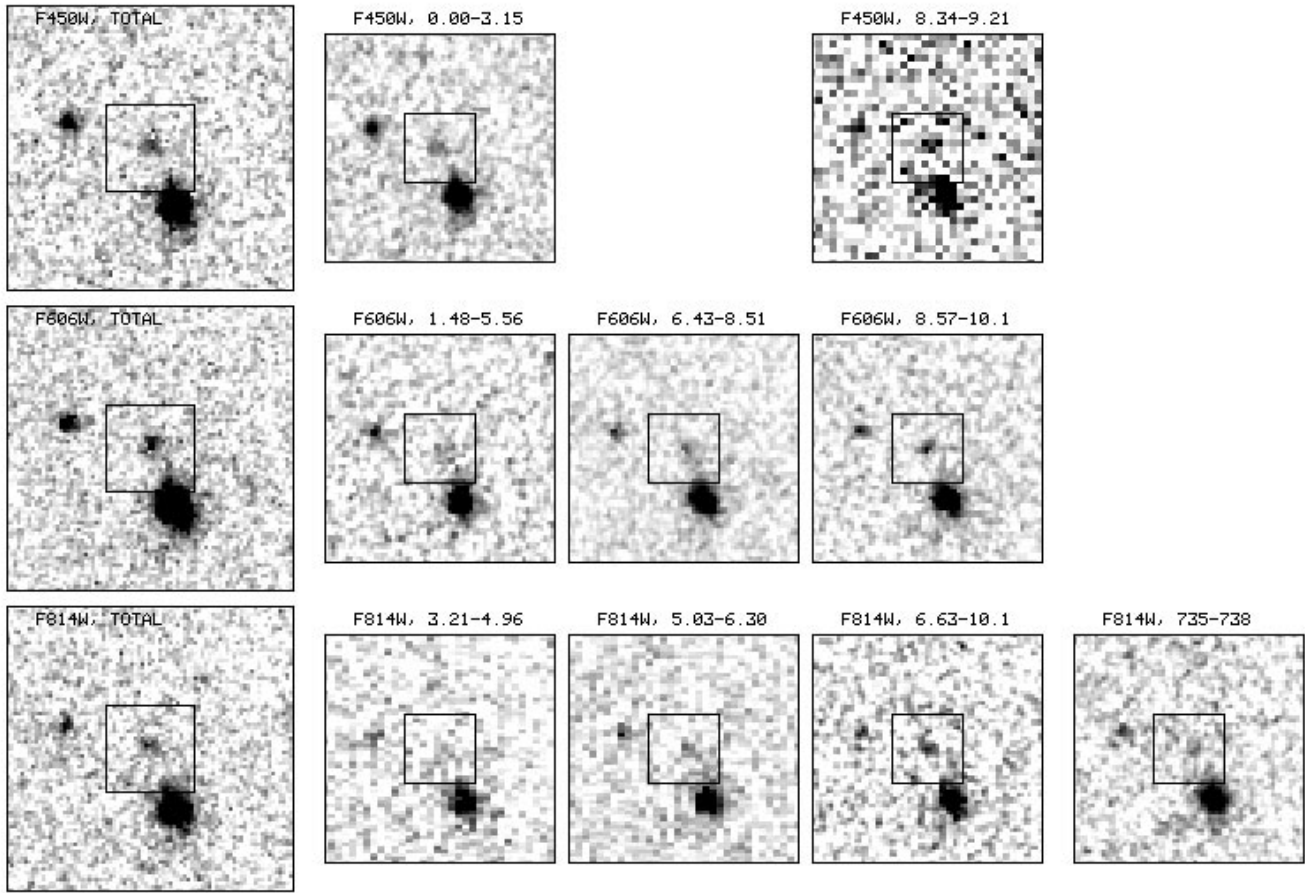 F450W, TOTAL
F450W, 0.00-3.15
F450W, 8.34-9.21
F606W, TOTAL
F606W, 1.48-5.56
F606W, 6.43-8.51
F606W, 8.57-10.1
F814W, TOTAL
F814W, 3.21-4.96
F814W, 5.03-6.30
F814W, 6.63-10.1
F814W, 735-738